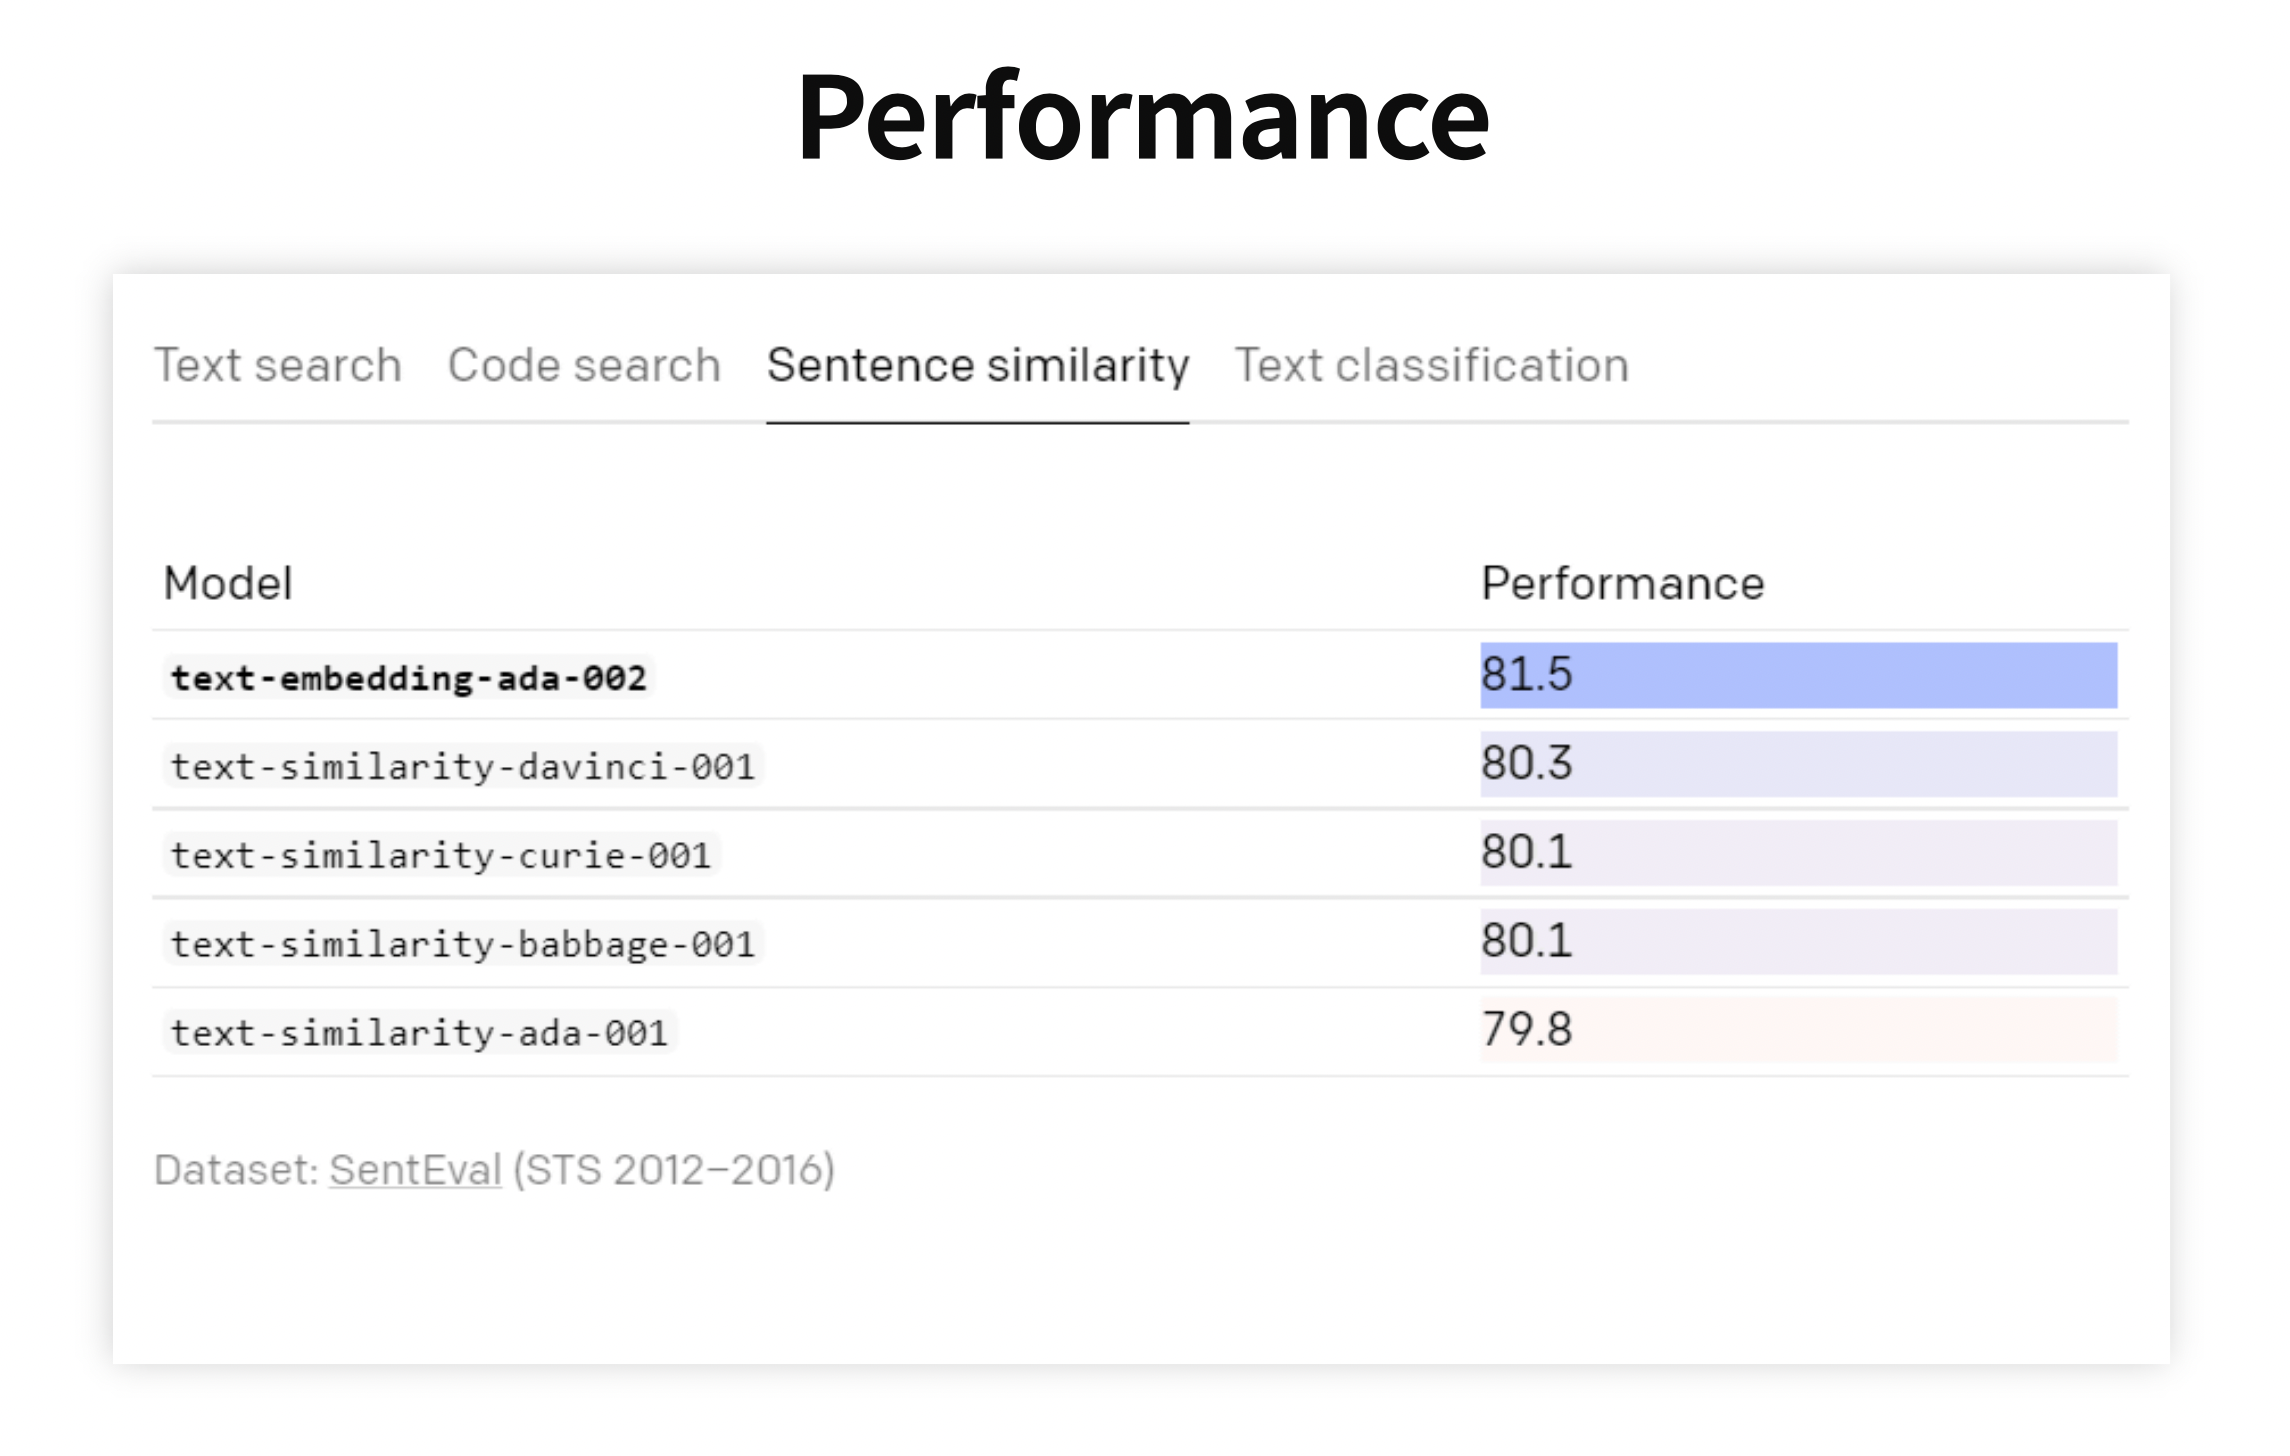 Performance
Text search Code search Sentence similarity Text classification
Model Performance
text-embedding-ada-002 81.5
text-similarity-davinci-001 80.3
text-similarity-curie-001 80.1
text-similarity-babbage-001 80.1
text-similarity-ada-001 79.8
Dataset: SentEval (STS 2012–2016)